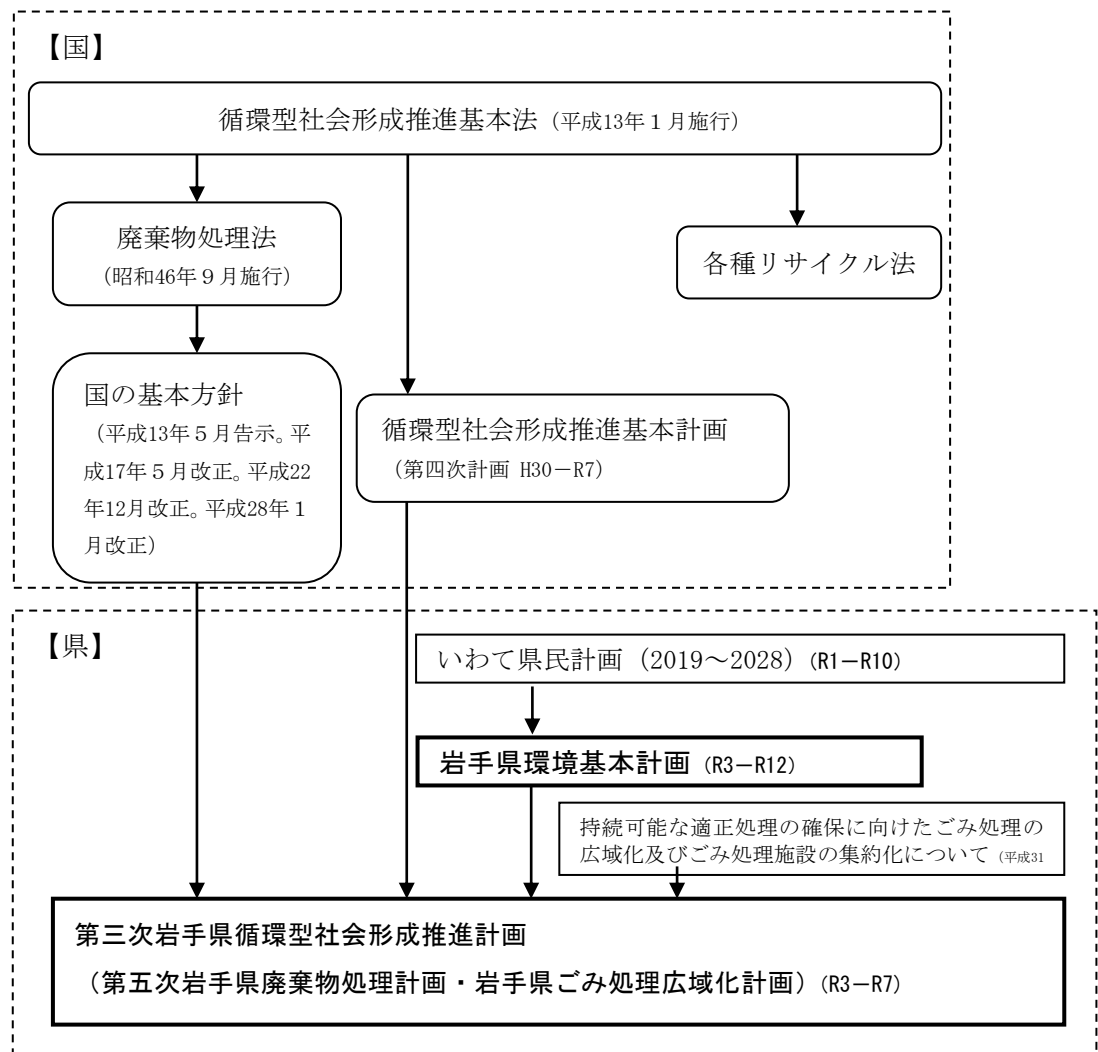 【国】
循環型社会形成推進基本法（平成13年１月施行）
廃棄物処理法
（昭和46年９月施行）
各種リサイクル法
国の基本方針
（平成13年５月告示。平
成17年５月改正。平成22
年12月改正。平成28年１
月改正）
循環型社会形成推進基本計画
（第四次計画 H30－R7）
【県】
いわて県民計画（2019～2028）（R1－R10）
岩手県環境基本計画（R3－R12）
持続可能な適正処理の確保に向けたごみ処理の
広域化及びごみ処理施設の集約化について（平成31
第三次岩手県循環型社会形成推進計画
（第五次岩手県廃棄物処理計画・岩手県ごみ処理広域化計画）（R3－R7）